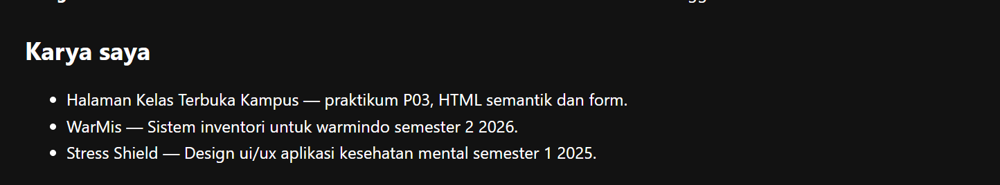 Karya saya
Halaman Kelas Terbuka Kampus — praktikum P03, HTML semantik dan form.
WarMis — Sistem inventori untuk warmindo semester 2 2026.
Stress Shield — Design ui/ux aplikasi kesehatan mental semester 1 2025.